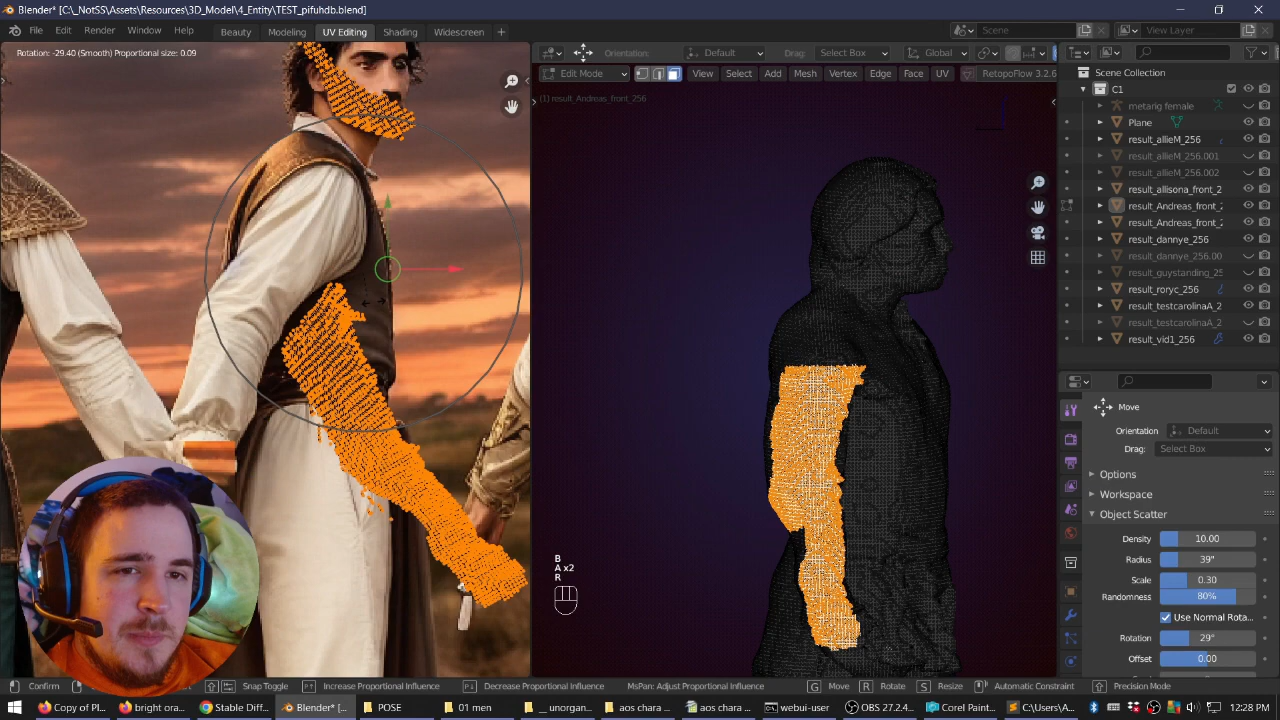 Blender* [C:\_NotSS\Assets\Resources\3D_Model\4_Entity\TEST_pifuhdb.blend]
File Edit Render Window Help Beauty Modeling UV Editing Shading Widescreen + Scene View Layer
Rotation: -29.40 (Smooth) Proportional size: 0.09
Orientation: Default Drag: Select Box Global
Edit Mode View Select Add Mesh Vertex Edge Face UV RetopoFlow 3.2.6
(1) result_Andreas_front_256
Scene Collection
C1
metarig female
Plane
result_allieM_256
result_allieM_256.001
result_allieM_256.002
result_allisona_front_2
result_Andreas_front_2
result_Andreas_front_2
result_dannye_256
result_dannye_256.00
result_guystanding_25
result_roryc_256
result_testcarolinaA_2
result_testcarolinaA_2
result_vid1_256
Move
Orientation Default
Drag: Select Box
Options
Workspace
Object Scatter
Density 10.00
Radius 39"
Scale 0.30
Randomness 80%
Use Normal Rota...
Rotation 29°
Offset 0.00
B
A x2
R
Confirm Snap Toggle Increase Proportional Influence Decrease Proportional Influence MsPan: Adjust Proportional Influence G Move R Rotate S Resize Automatic Constraint Precision Mode
Copy of Pl... bright ora... Stable Diff... Blender* [... POSE 01 men __ unorgan... aos chara ... aos chara ... webui-user OBS 27.2.4... Corel Paint... C:\Users\A... 12:28 PM